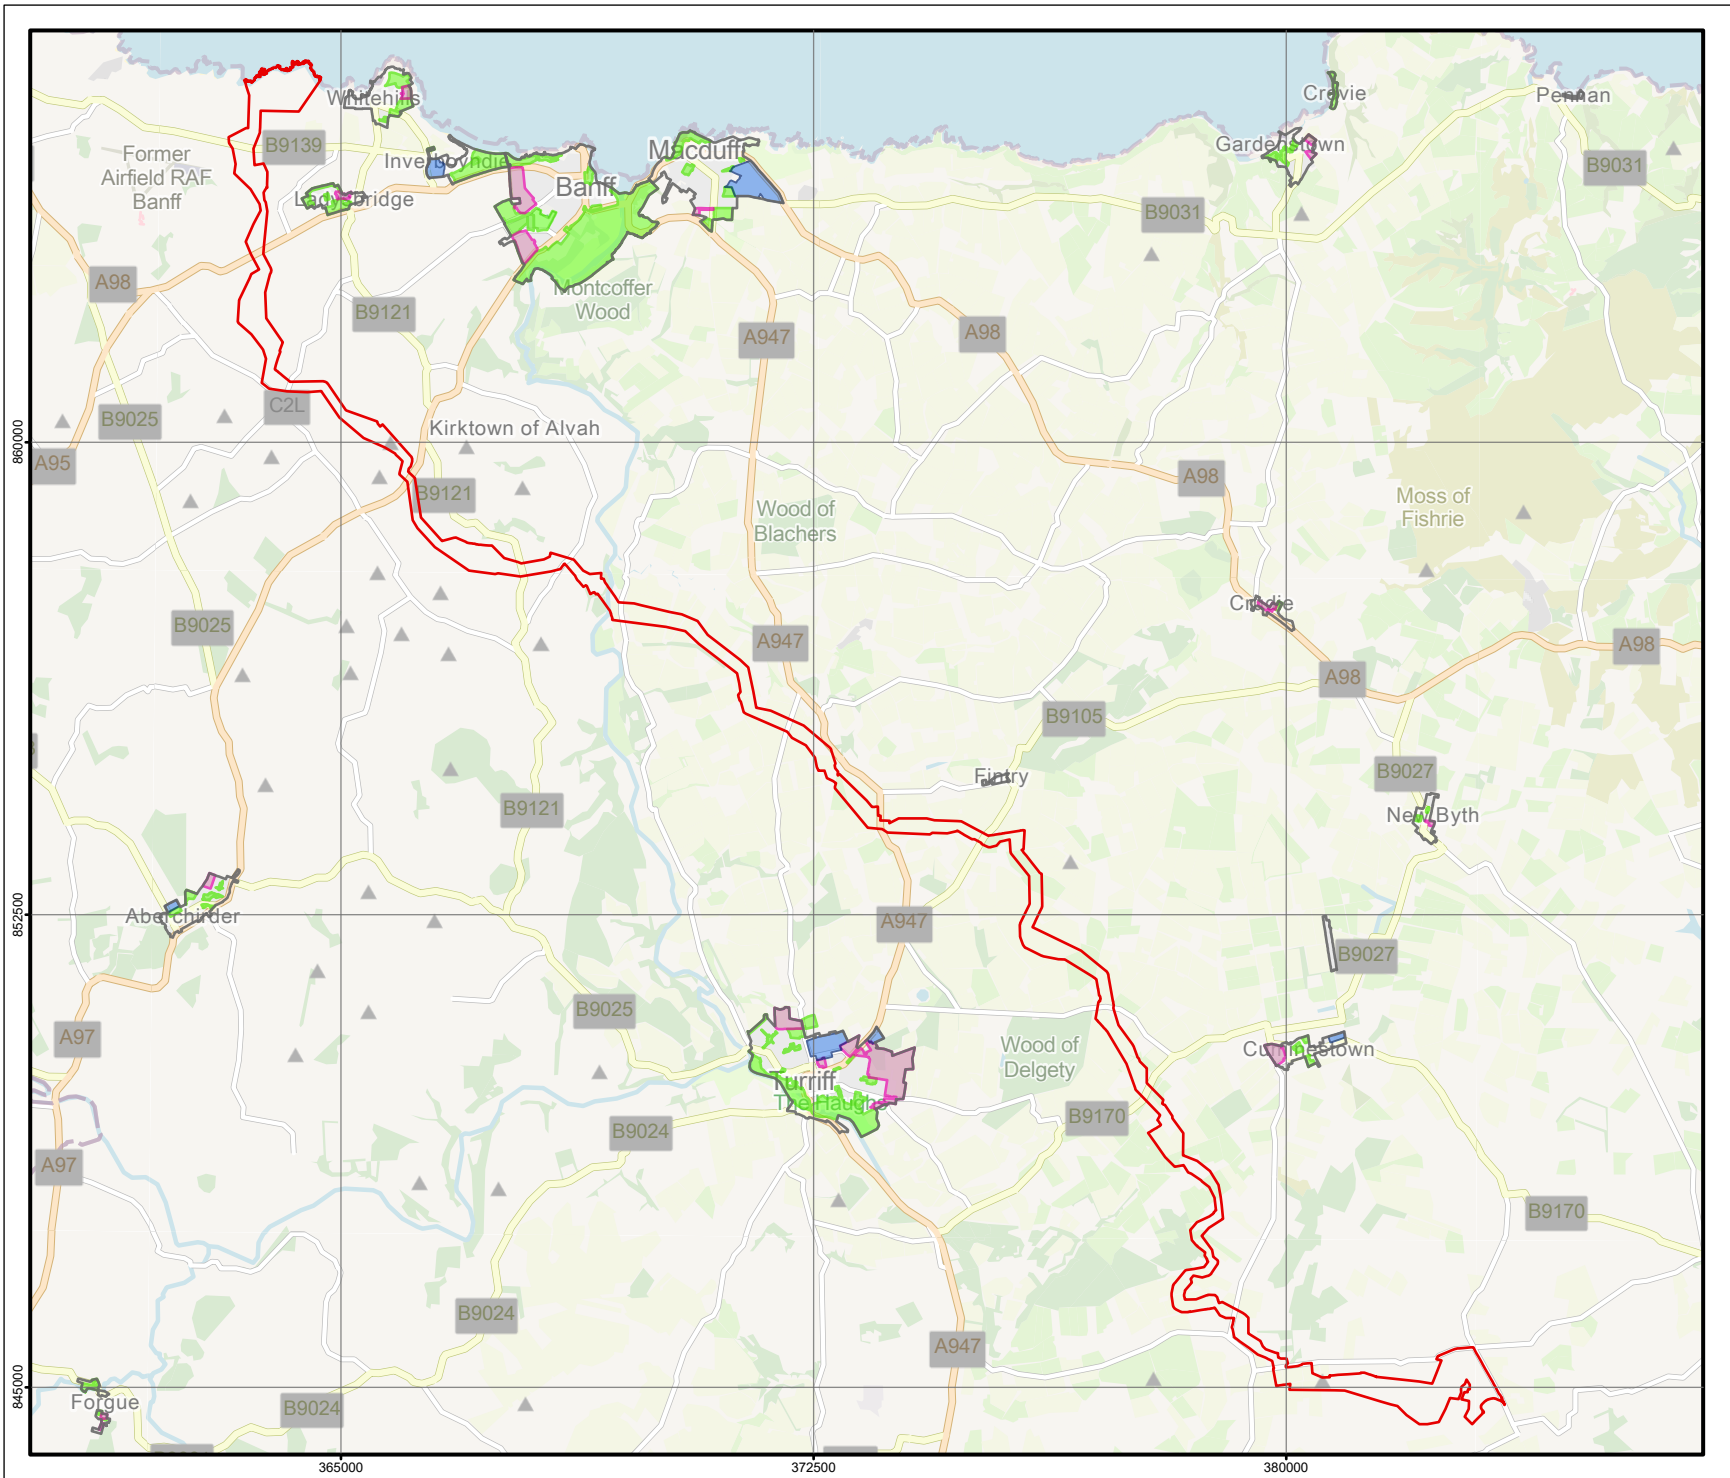 Whitehills
Crovie
Pennan
B9139
Former
Airfield RAF
Banff
Inverboyndie
Macduff
Gardenstown
B9031
Ladysbridge
Banff
B9031
A98
B9121
Montcoffer
Wood
A947
A98
C2L
B9025
Kirktown of Alvah
860000
A95
B9121
A98
Wood of
Blachers
Moss of
Fishrie
Crudie
B9025
A947
A98
A98
B9105
Fintry
B9027
B9121
New Byth
Aberchirder
852500
A947
B9027
B9025
A97
Wood of
Delgety
Cuminestown
Turriff
The Haughs
B9170
B9024
A97
B9170
B9024
A947
845000
Forgue
B9024
365000
372500
380000